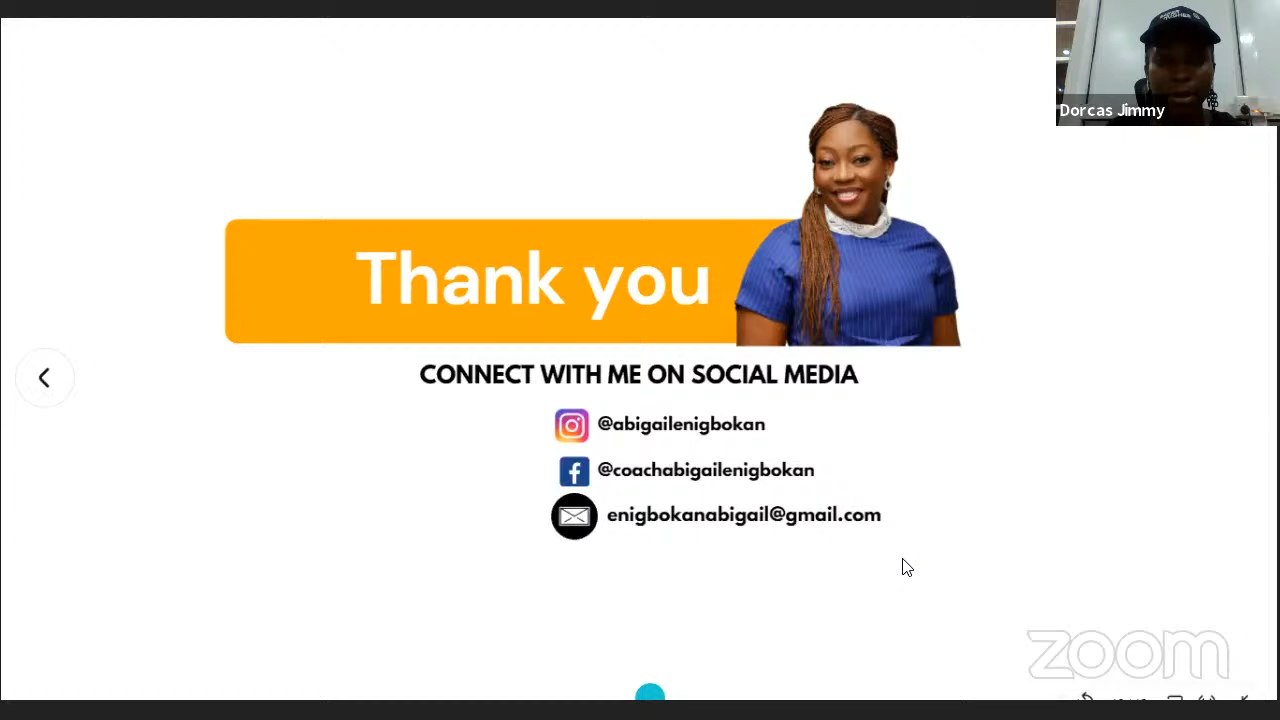 Dorcas Jimmy
Thank you
CONNECT WITH ME ON SOCIAL MEDIA
@abigailenigbokan
@coachabigailenigbokan
enigbokanabigail@gmail.com
zoom